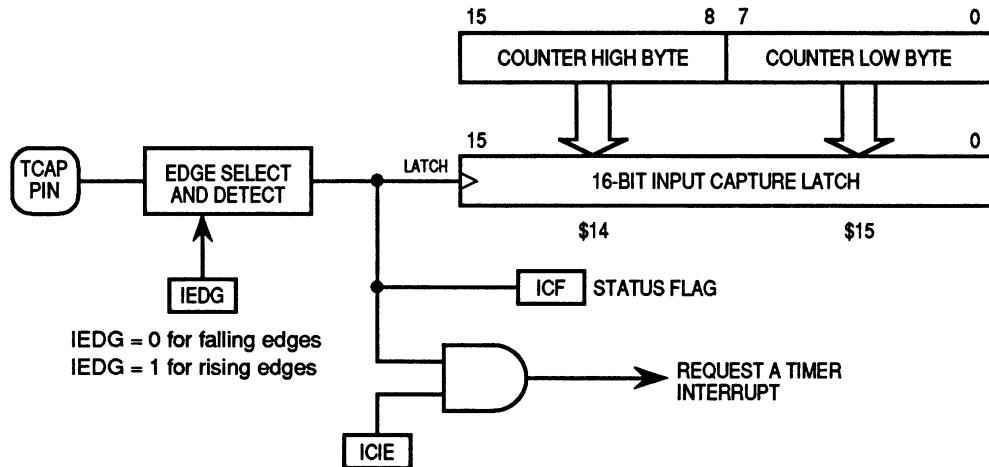 15 8 7 0
COUNTER HIGH BYTE COUNTER LOW BYTE
15 0
TCAP
PIN
EDGE SELECT
AND DETECT
LATCH
16-BIT INPUT CAPTURE LATCH
$14 $15
IEDG
ICF STATUS FLAG
IEDG = 0 for falling edges
IEDG = 1 for rising edges
REQUEST A TIMER
INTERRUPT
ICIE